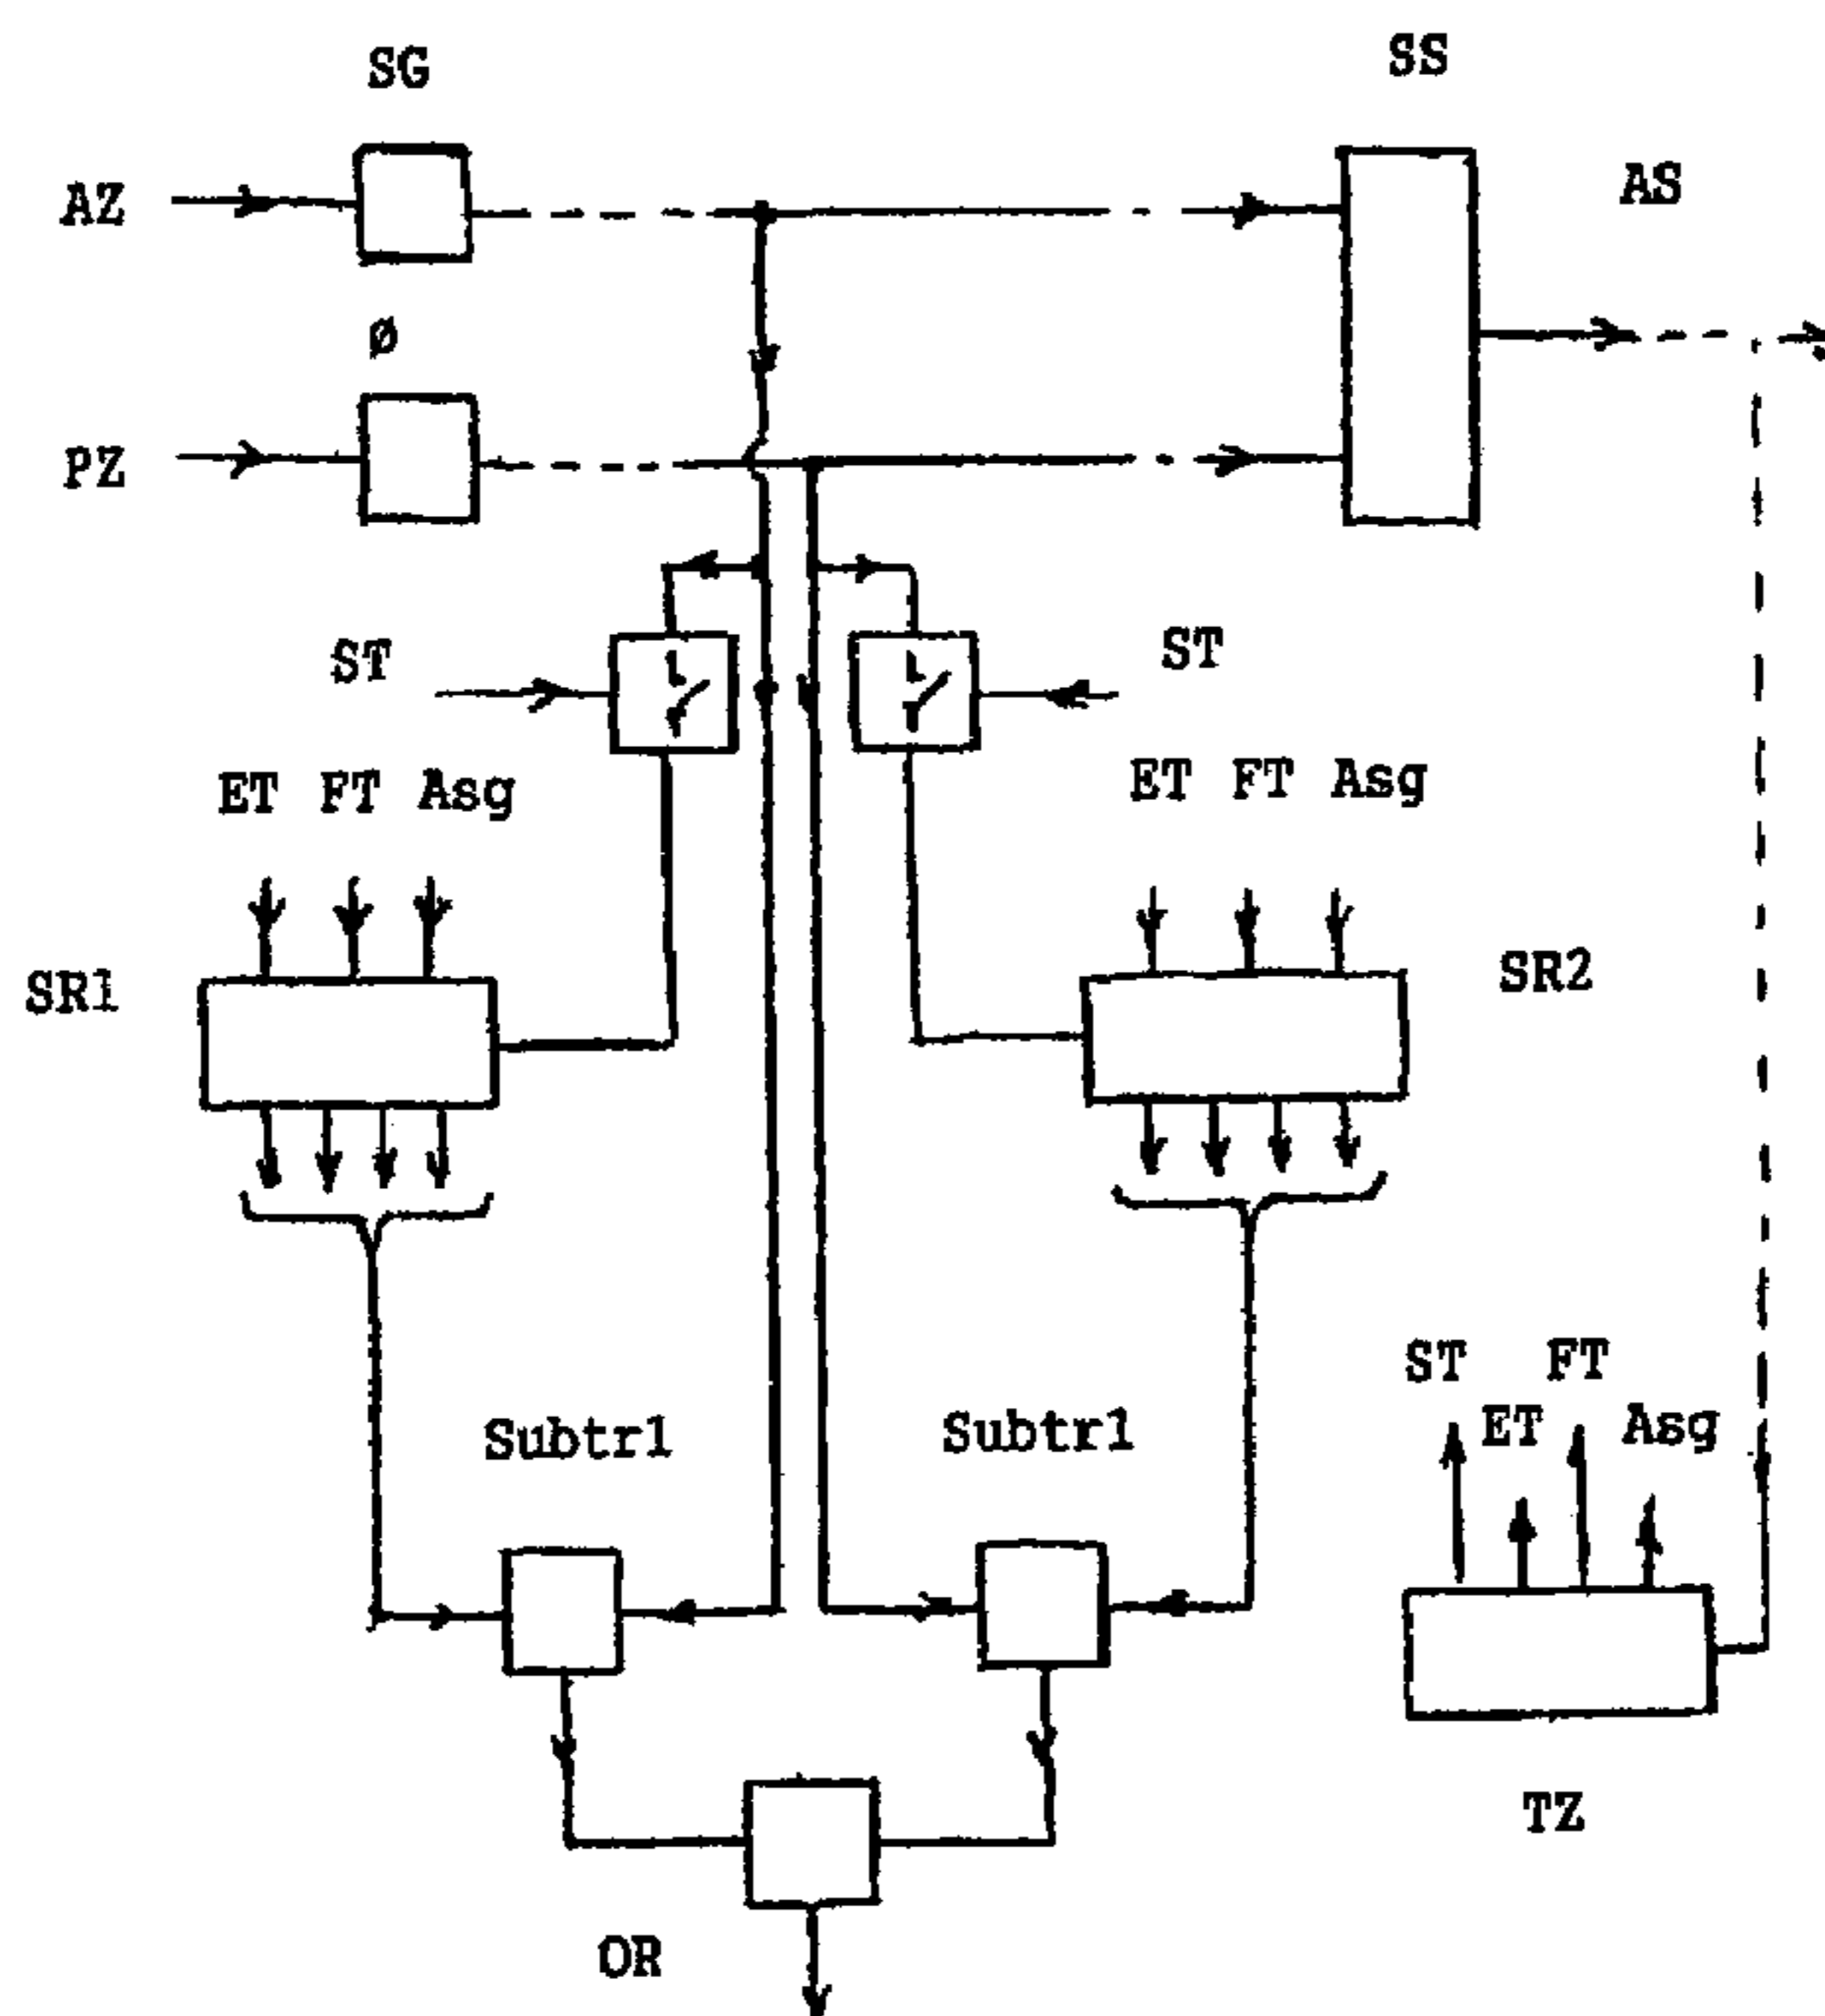 SG SS
AZ AS
Ø
PZ
ST ST
ET FT Asg ET FT Asg
SR1 SR2
ST FT
Subtr1 Subtr1 ET Asg
TZ
OR